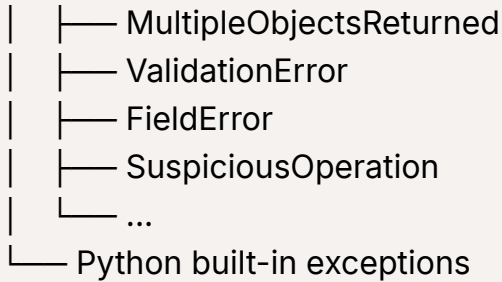 │   ├── MultipleObjectsReturned
│   ├── ValidationError
│   ├── FieldError
│   ├── SuspiciousOperation
│   └── ...
└── Python built-in exceptions